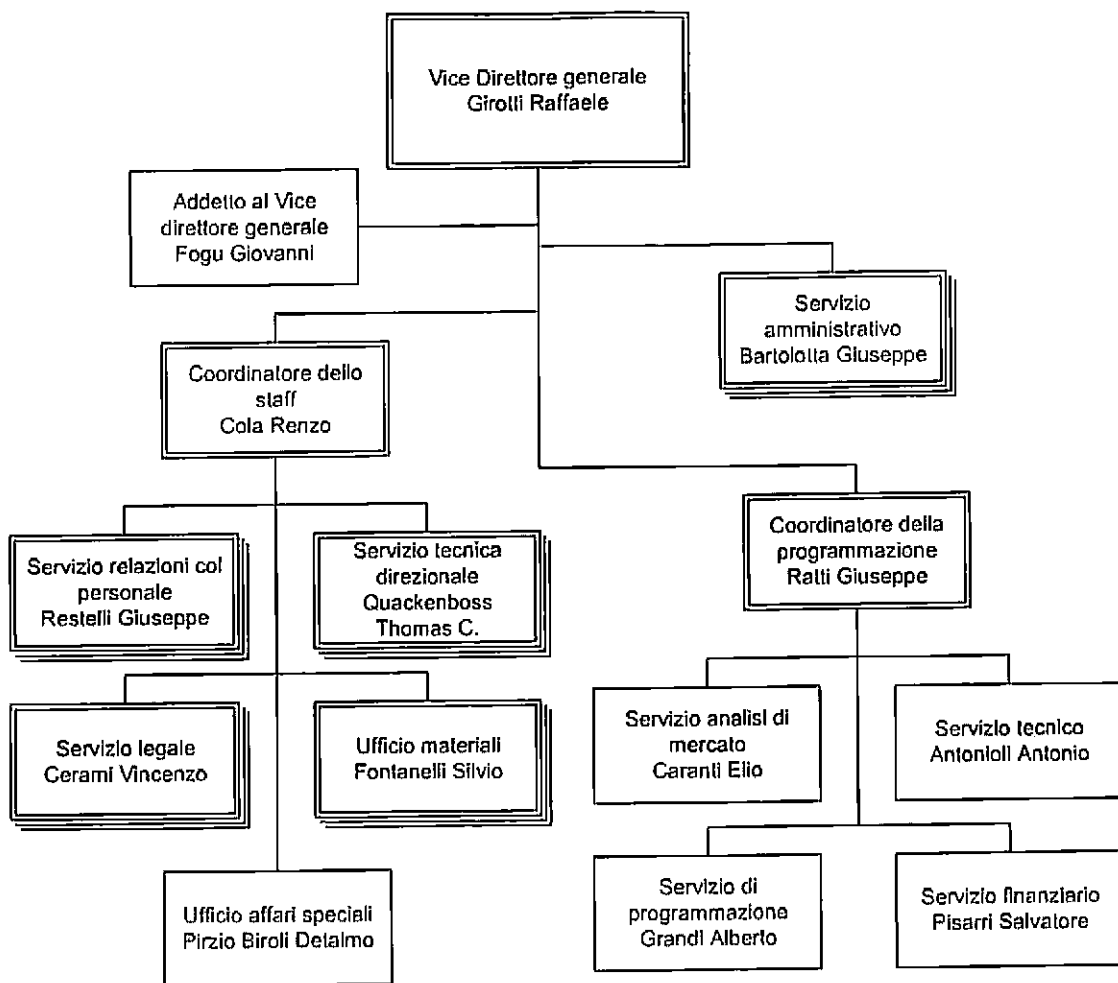 Vice Direttore generale
Girotti Raffaele
Addetto al Vice
direttore generale
Fogu Giovanni
Servizio
amministrativo
Bartolotta Giuseppe
Coordinatore dello
staff
Cola Renzo
Servizio relazioni col
personale
Restelli Giuseppe
Servizio tecnica
direzionale
Quackenboss
Thomas C.
Coordinatore della
programmazione
Ratti Giuseppe
Servizio legale
Cerami Vincenzo
Ufficio materiali
Fontanelli Silvio
Servizio analisi di
mercato
Caranti Elio
Servizio tecnico
Antonioli Antonio
Ufficio affari speciali
Pirzio Biroli Detalmo
Servizio di
programmazione
Grandi Alberto
Servizio finanziario
Pisarri Salvatore